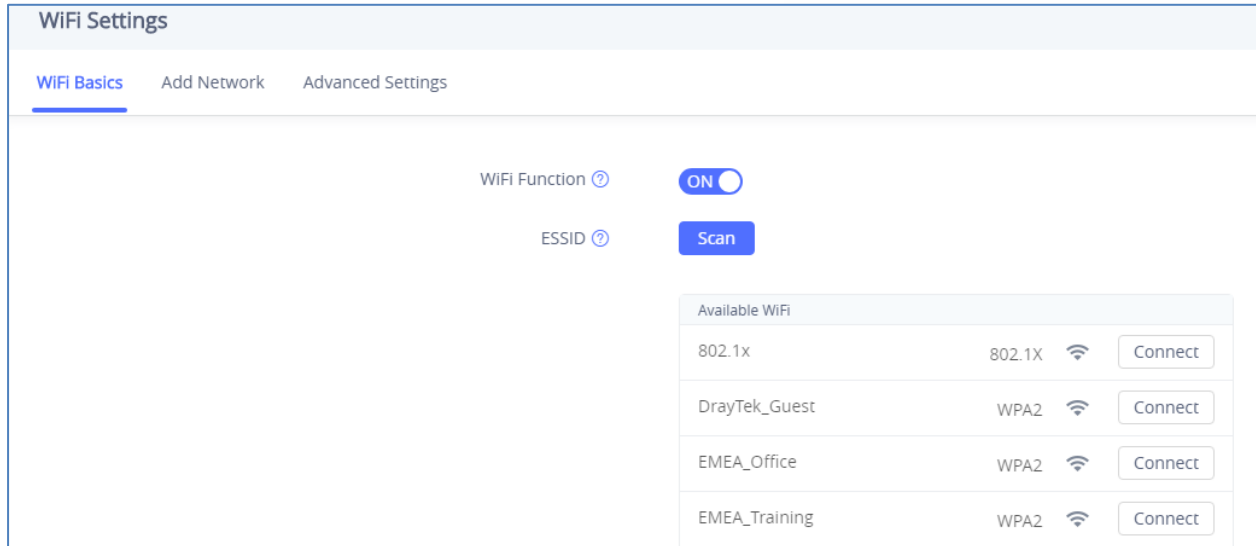 WiFi Settings
WiFi Basics Add Network Advanced Settings
WiFi Function ?
ON
ESSID ?
Scan
Available WiFi
802.1x 802.1X Connect
DrayTek_Guest WPA2 Connect
EMEA_Office WPA2 Connect
EMEA_Training WPA2 Connect